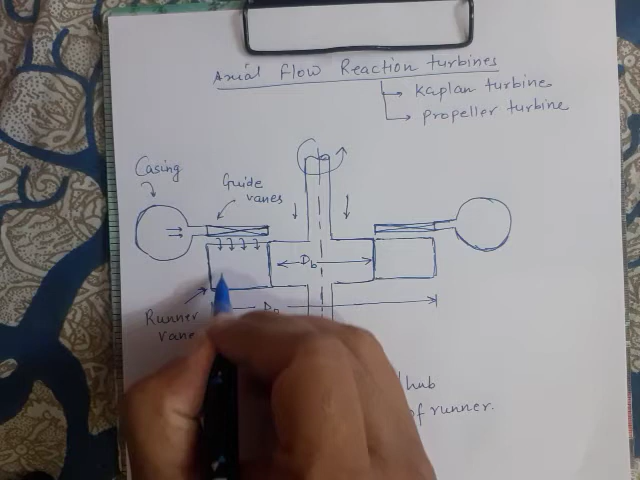 Axial Flow Reaction turbines
→ Kaplan turbine
→ propeller turbine
Casing
Guide
vanes
Db
Runner
vane
hub
of runner.